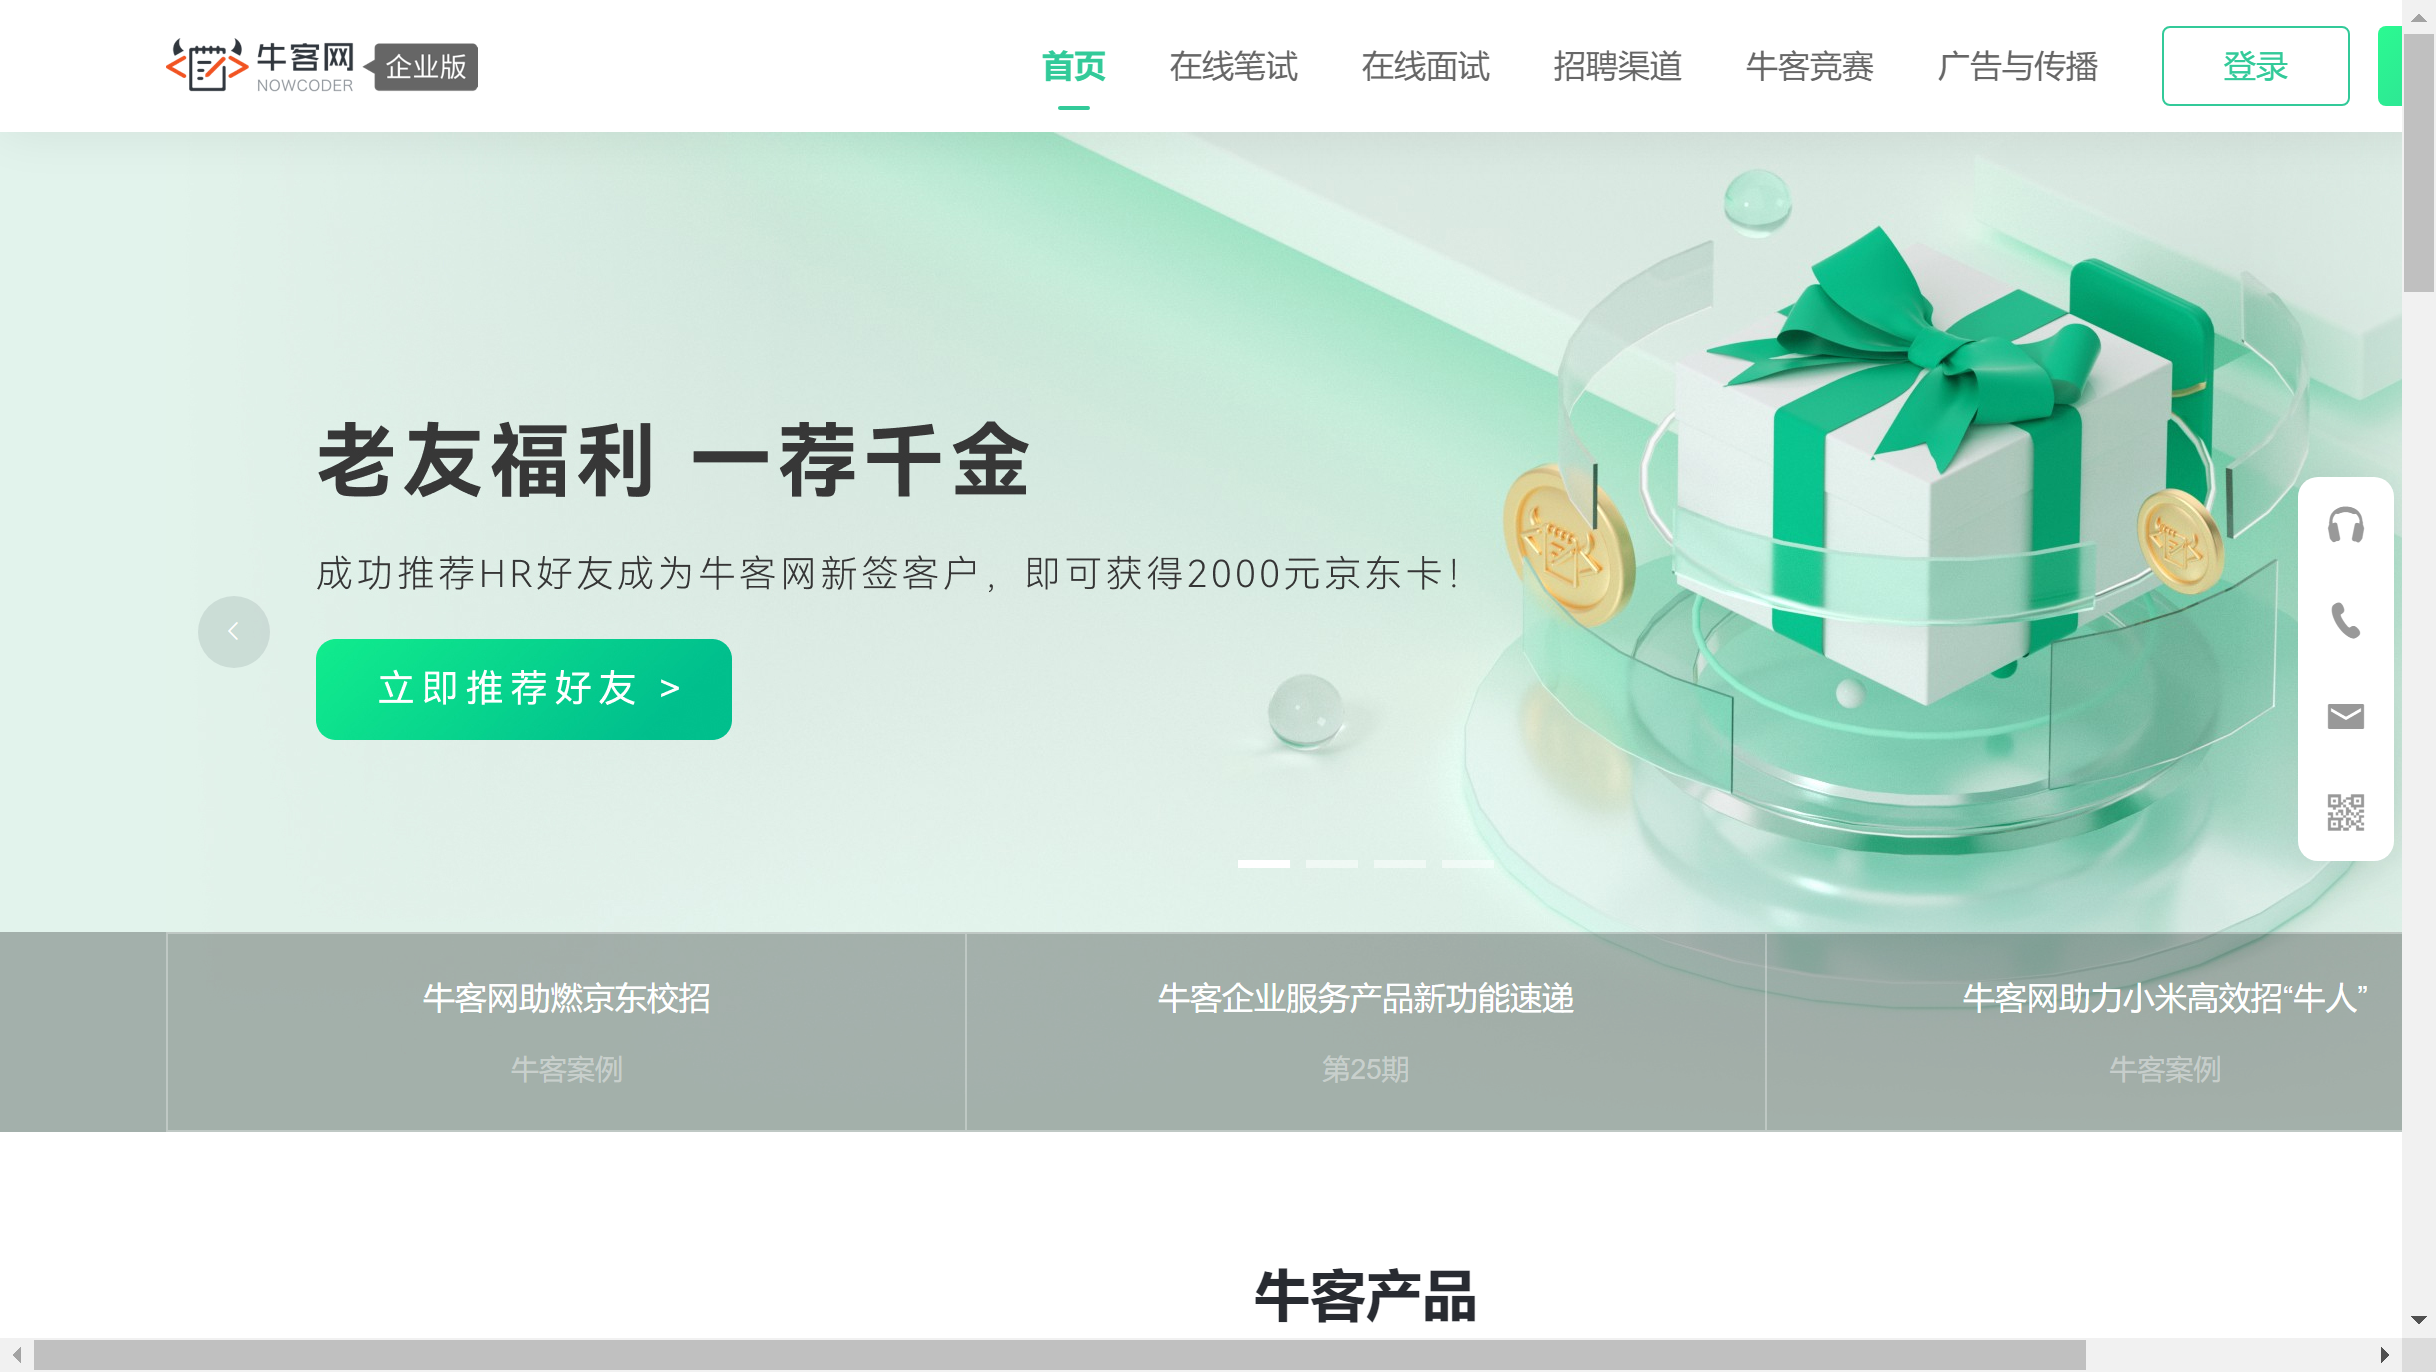 牛客网
NOWCODER
企业版
首页
在线笔试
在线面试
招聘渠道
牛客竞赛
广告与传播
登录
老友福利 一荐千金
成功推荐HR好友成为牛客网新签客户，即可获得2000元京东卡！
立即推荐好友 >
牛客网助燃京东校招
牛客案例
牛客企业服务产品新功能速递
第25期
牛客网助力小米高效招“牛人”
牛客案例
牛客产品